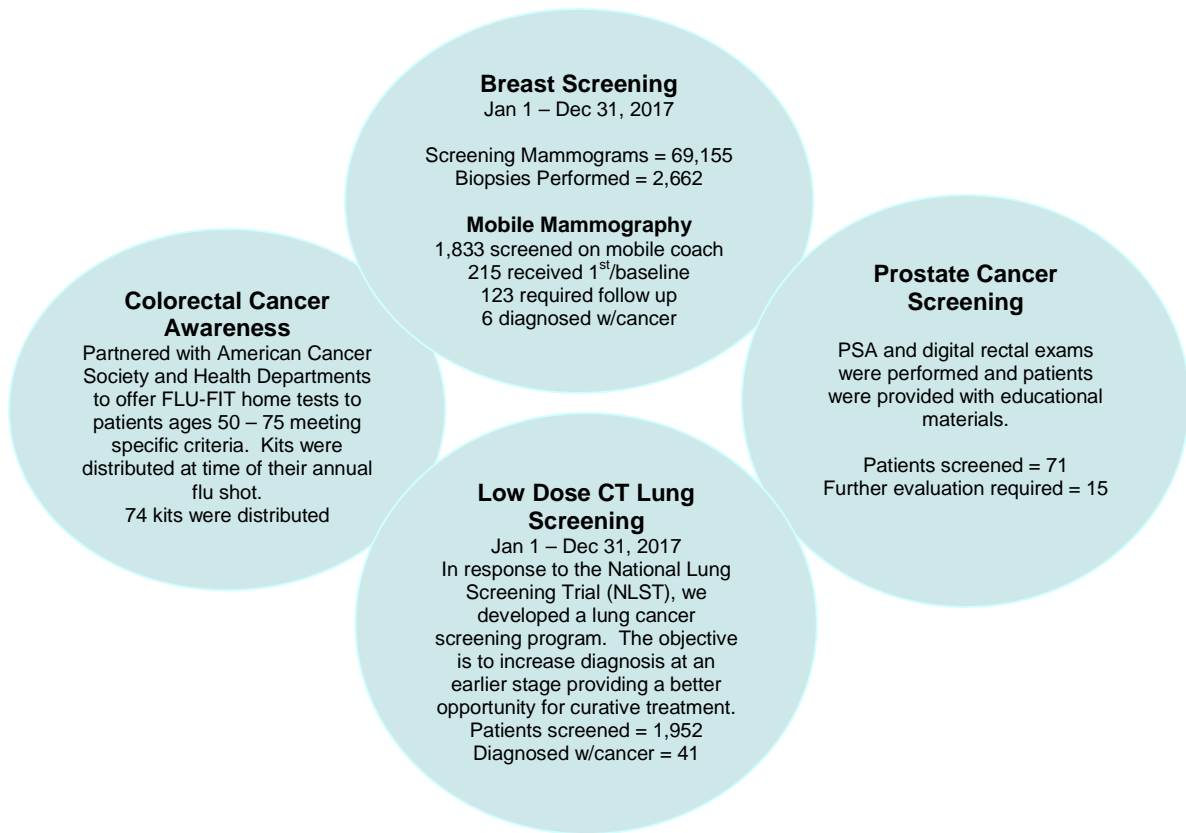 Breast Screening
Jan 1 – Dec 31, 2017
Screening Mammograms = 69,155
Biopsies Performed = 2,662
Mobile Mammography
1,833 screened on mobile coach
215 received 1st/baseline
123 required follow up
6 diagnosed w/cancer
Colorectal Cancer
Awareness
Partnered with American Cancer
Society and Health Departments
to offer FLU-FIT home tests to
patients ages 50 – 75 meeting
specific criteria.  Kits were
distributed at time of their annual
flu shot.
74 kits were distributed
Prostate Cancer
Screening
PSA and digital rectal exams
were performed and patients
were provided with educational
materials.
Patients screened = 71
Further evaluation required = 15
Low Dose CT Lung
Screening
Jan 1 – Dec 31, 2017
In response to the National Lung
Screening Trial (NLST), we
developed a lung cancer
screening program.  The objective
is to increase diagnosis at an
earlier stage providing a better
opportunity for curative treatment.
Patients screened = 1,952
Diagnosed w/cancer = 41